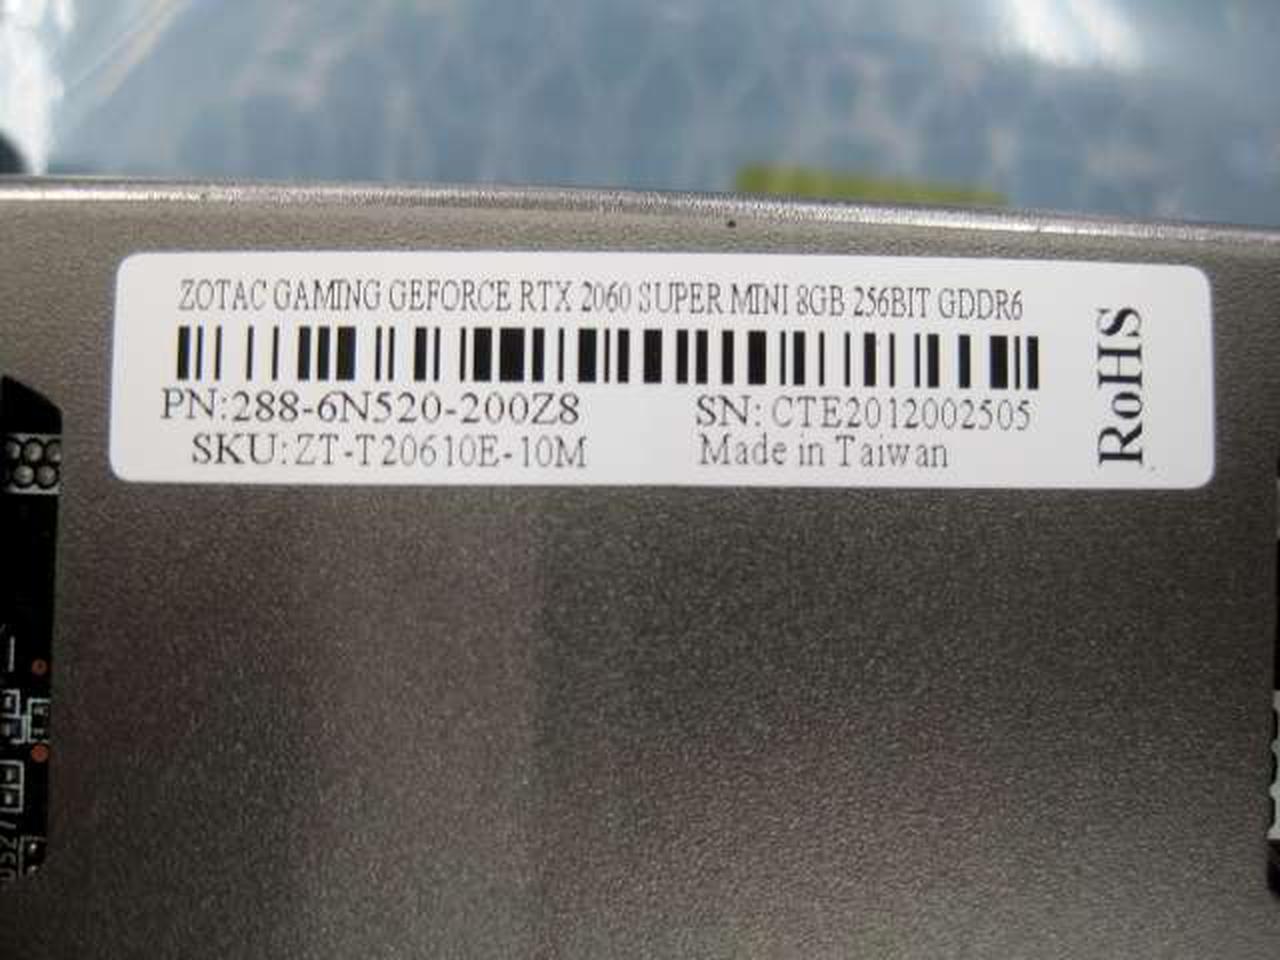 ZOTAC GAMING GEFORCE RTX 2060 SUPER MINI 8GB 256BIT GDDR6
PN:288-6N520-200Z8
SN: CTE2012002505
SKU:ZT-T20610E-10M
Made in Taiwan
RoHS